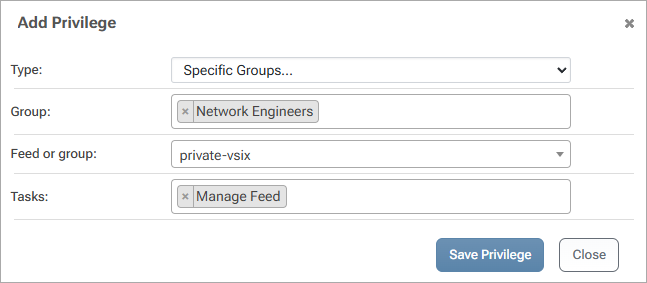 Add Privilege ×
Type: Specific Groups...
Group: × Network Engineers
Feed or group: private-vsix
Tasks: × Manage Feed
Save Privilege Close